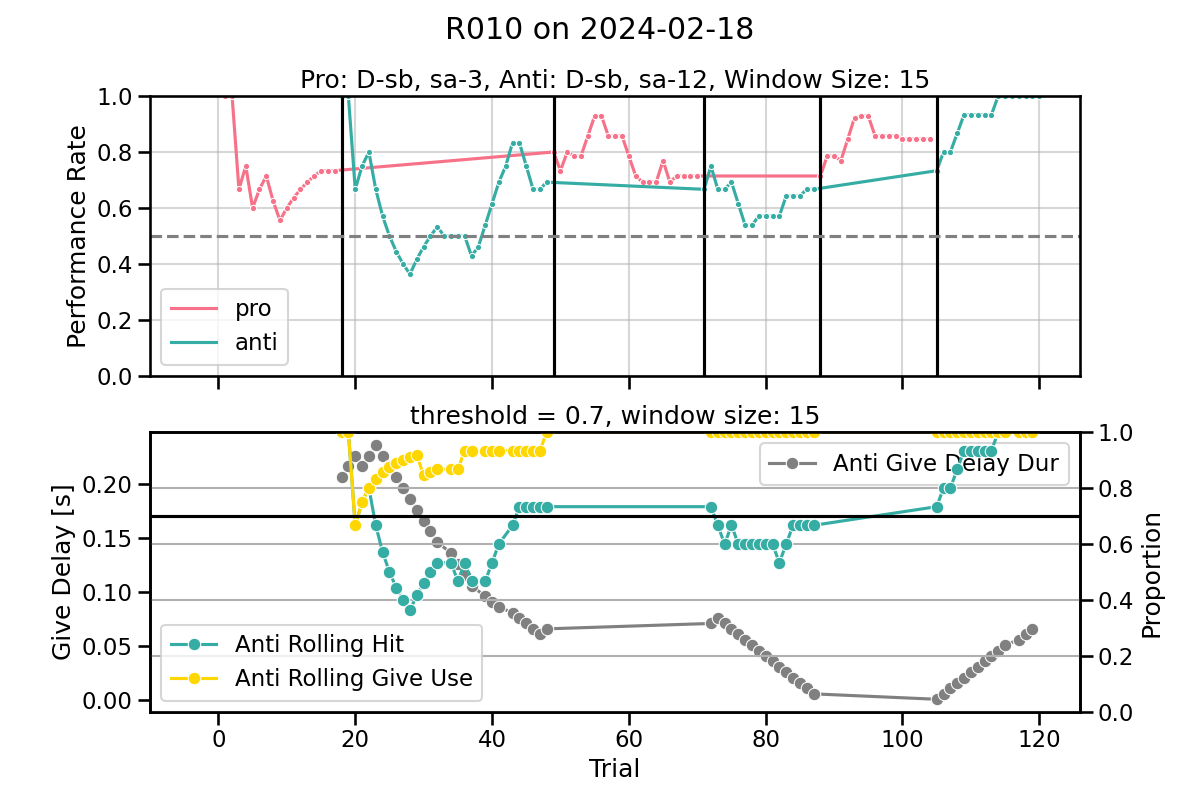 R010 on 2024-02-18
Pro: D-sb, sa-3, Anti: D-sb, sa-12, Window Size: 15
1.0
0.8
0.6
0.4
0.2
0.0
Performance Rate
pro
anti
threshold = 0.7, window size: 15
0.20
0.15
0.10
0.05
0.00
Give Delay [s]
Anti Give Delay Dur
Anti Rolling Hit
Anti Rolling Give Use
1.0
0.8
0.6
0.4
0.2
0.0
Proportion
0 20 40 60 80 100 120
Trial